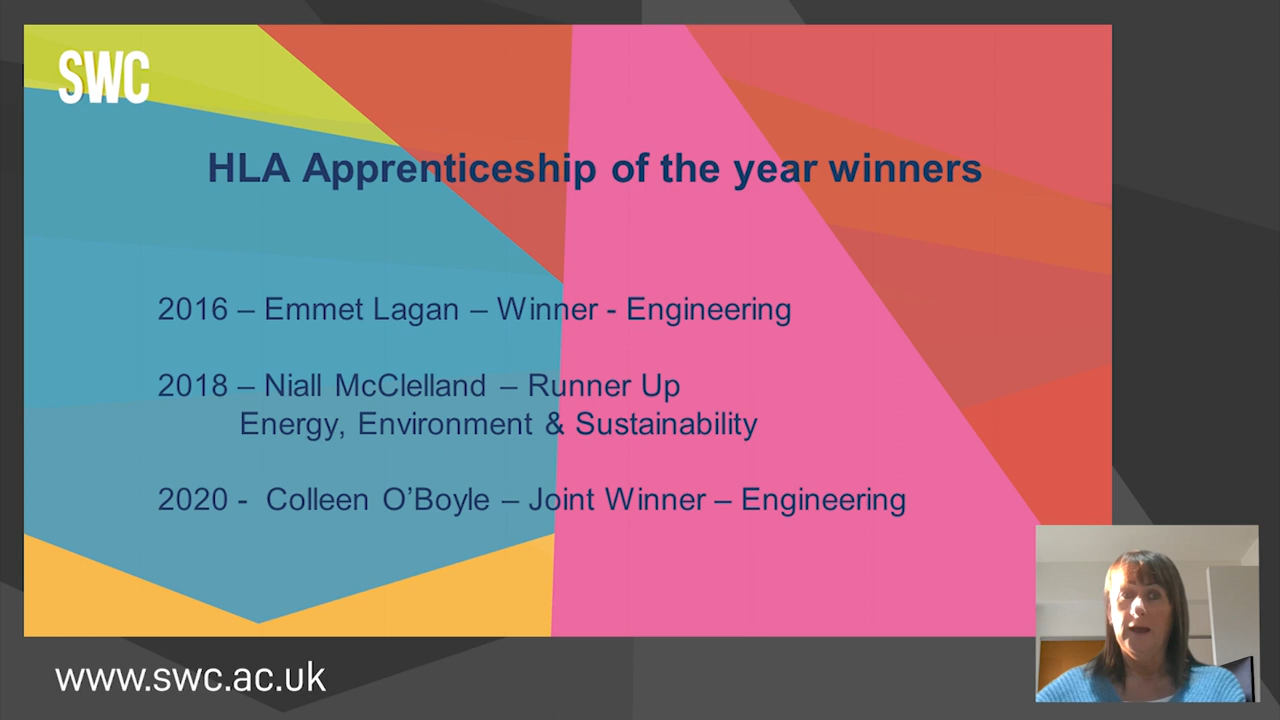 SWC
HLA Apprenticeship of the year winners
2016 – Emmet Lagan – Winner - Engineering
2018 – Niall McClelland – Runner Up
Energy, Environment & Sustainability
2020 - Colleen O’Boyle – Joint Winner – Engineering
www.swc.ac.uk